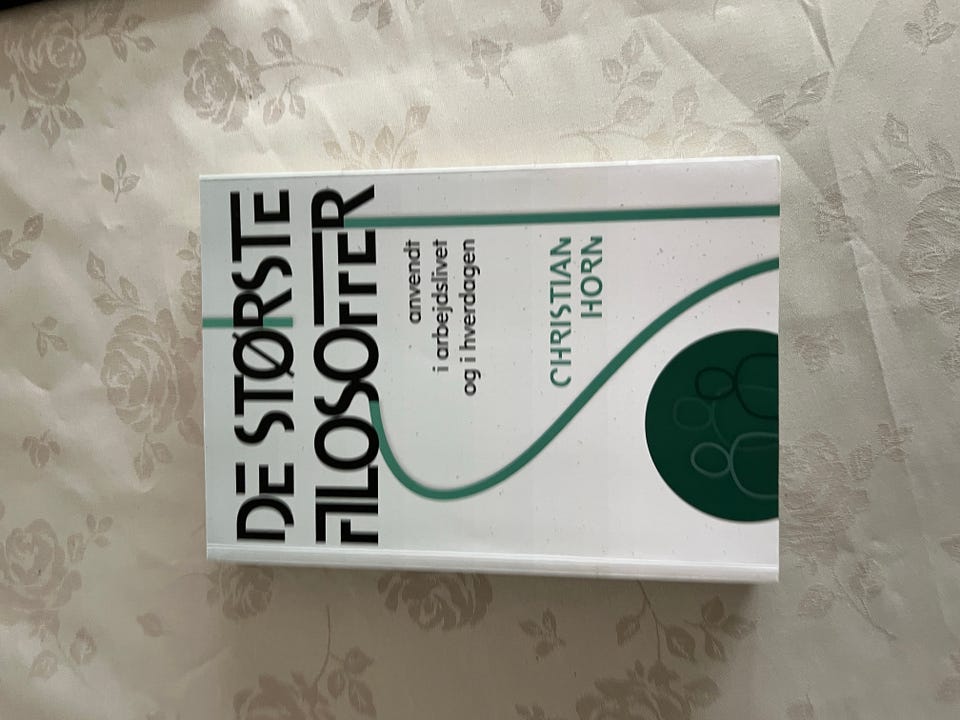 DE STØRSTE
FILOSOFFER
anvendt
i arbejdslivet
og i hverdagen
CHRISTIAN
HORN